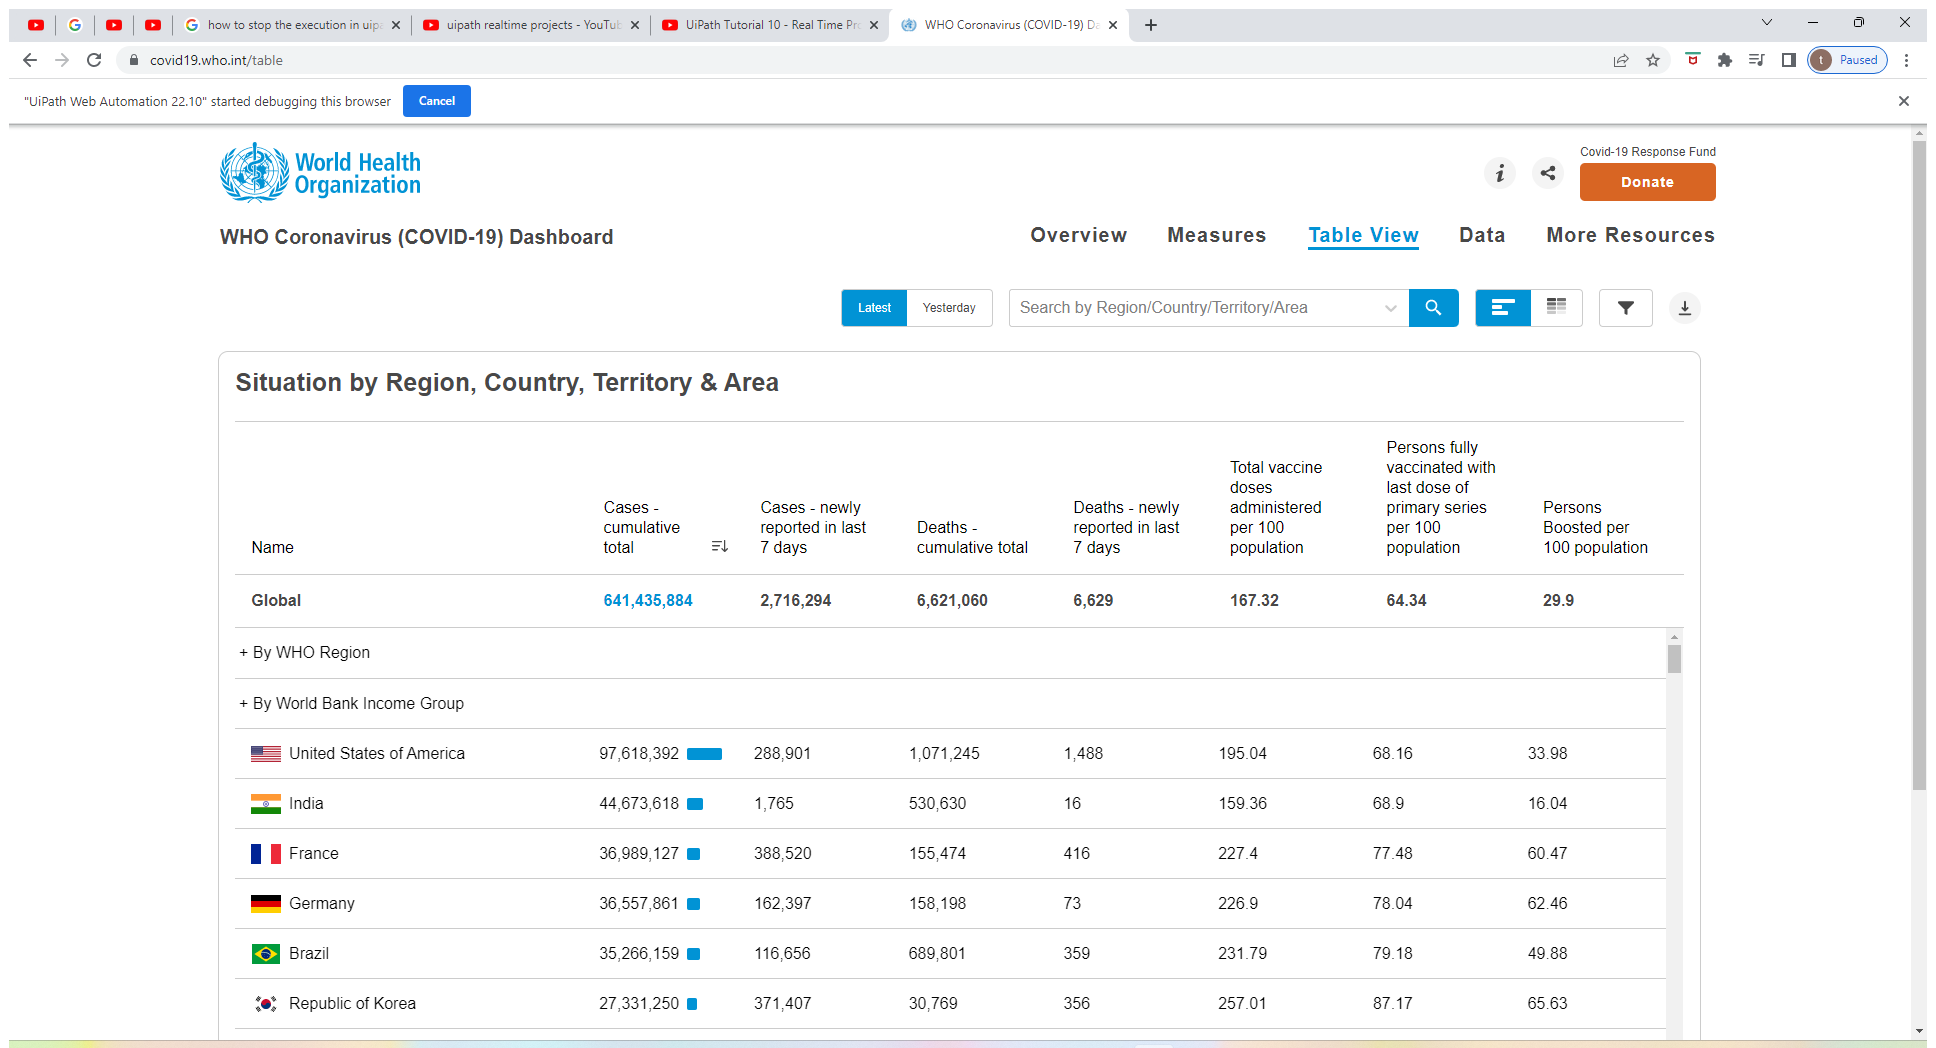 how to stop the execution in uipa
uipath realtime projects - YouTub
UiPath Tutorial 10 - Real Time Pro
WHO Coronavirus (COVID-19) Da
covid19.who.int/table
t
Paused
"UiPath Web Automation 22.10" started debugging this browser
Cancel
World Health
Organization
i
Covid-19 Response Fund
Donate
WHO Coronavirus (COVID-19) Dashboard
Overview Measures Table View Data More Resources
Latest Yesterday Search by Region/Country/Territory/Area
Situation by Region, Country, Territory & Area
Name
Cases -
cumulative
total
Cases - newly
reported in last
7 days
Deaths -
cumulative total
Deaths - newly
reported in last
7 days
Total vaccine
doses
administered
per 100
population
Persons fully
vaccinated with
last dose of
primary series
per 100
population
Persons
Boosted per
100 population
Global 641,435,884 2,716,294 6,621,060 6,629 167.32 64.34 29.9
+ By WHO Region
+ By World Bank Income Group
United States of America 97,618,392 288,901 1,071,245 1,488 195.04 68.16 33.98
India 44,673,618 1,765 530,630 16 159.36 68.9 16.04
France 36,989,127 388,520 155,474 416 227.4 77.48 60.47
Germany 36,557,861 162,397 158,198 73 226.9 78.04 62.46
Brazil 35,266,159 116,656 689,801 359 231.79 79.18 49.88
Republic of Korea 27,331,250 371,407 30,769 356 257.01 87.17 65.63